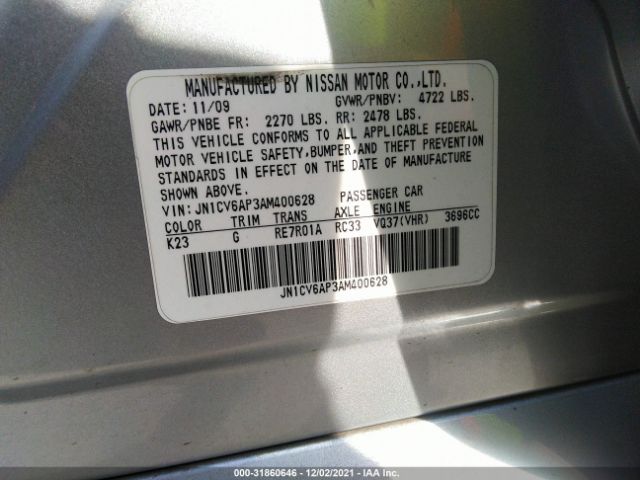 MANUFACTURED BY NISSAN MOTOR CO.,LTD.
DATE: 11/09 GVWR/PNBV: 4722 LBS.
GAWR/PNBE FR: 2270 LBS. RR: 2478 LBS.
THIS VEHICLE CONFORMS TO ALL APPLICABLE FEDERAL
MOTOR VEHICLE SAFETY,BUMPER,AND THEFT PREVENTION
STANDARDS IN EFFECT ON THE DATE OF MANUFACTURE
SHOWN ABOVE.
VIN: JN1CV6AP3AM400628 PASSENGER CAR
COLOR TRIM TRANS AXLE ENGINE
K23 G RE7R01A RC33 VQ37(VHR) 3696CC
JN1CV6AP3AM400628
000-31860646 - 12/02/2021 - IAA Inc.